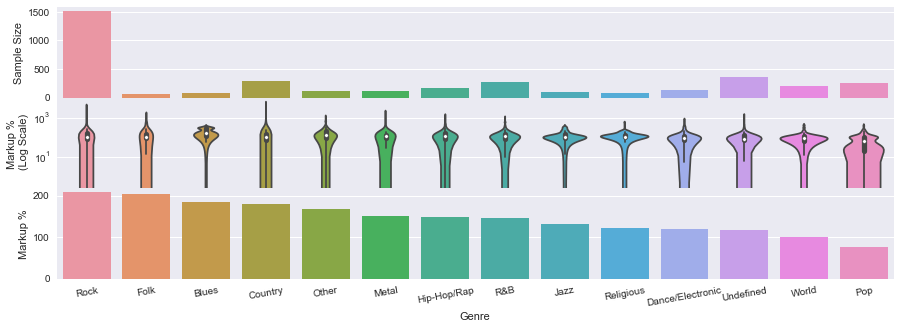 1500
1000
500
0
Sample Size
10³
10¹
Markup %
(Log Scale)
200
100
0
Markup %
Rock Folk Blues Country Other Metal Hip-Hop/Rap R&B Jazz Religious Dance/Electronic Undefined World Pop
Genre